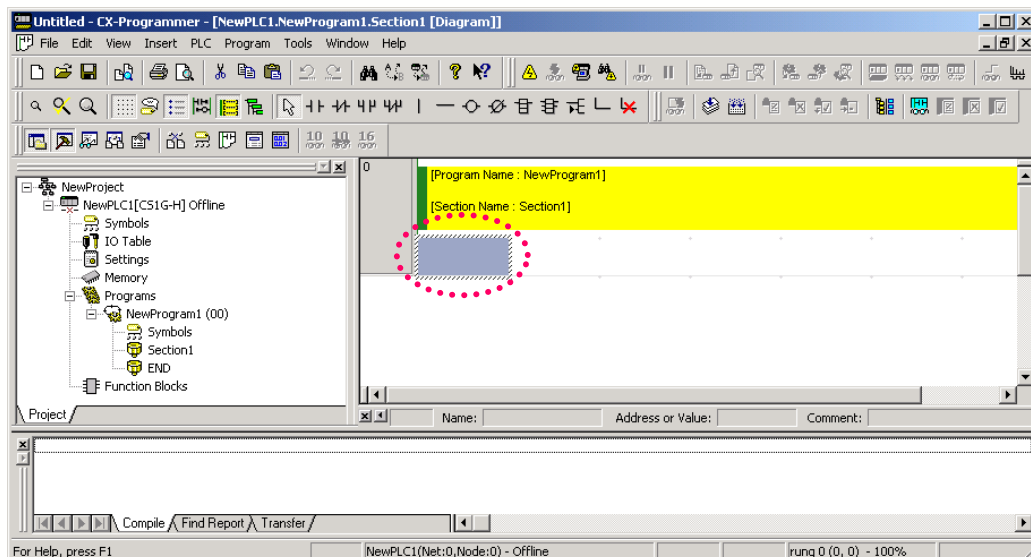 Untitled - CX-Programmer - [NewPLC1.NewProgram1.Section1 [Diagram]]
File Edit View Insert PLC Program Tools Window Help
10 10 16
NewProject
NewPLC1[CS1G-H] Offline
Symbols
IO Table
Settings
Memory
Programs
NewProgram1 (00)
Symbols
Section1
END
Function Blocks
Project
0
[Program Name : NewProgram1]
[Section Name : Section1]
Name: Address or Value: Comment:
Compile Find Report Transfer
For Help, press F1 NewPLC1(Net:0,Node:0) - Offline rung 0 (0, 0) - 100%